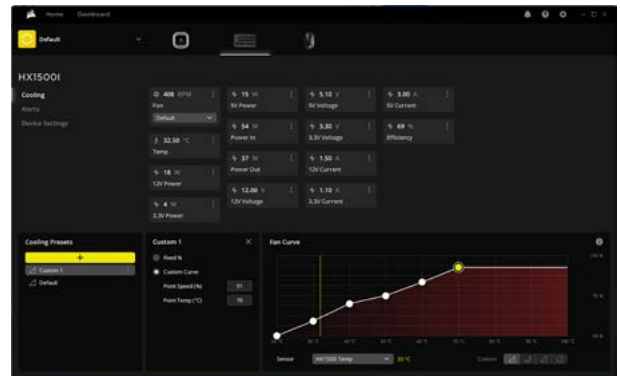 Home Dashboard
Default
HX1500I
Cooling
Alerts
Device Settings
408 RPM
Fan
Default
32.50 °C
Temp
18 W
12V Power
4 W
3.3V Power
15 W
5V Power
54 W
Power In
37 W
Power Out
12.00 V
12V Voltage
5.10 V
5V Voltage
3.30 V
3.3V Voltage
1.50 A
12V Current
1.10 A
3.3V Current
3.00 A
5V Current
69 %
Efficiency
Cooling Presets
+
Custom 1
Default
Custom 1
Fixed %
Custom Curve
Point Speed (%) 91
Point Temp (°C) 70
Fan Curve
100 %
70 %
40 %
Sensor HX1500I Temp 33 °C
Custom